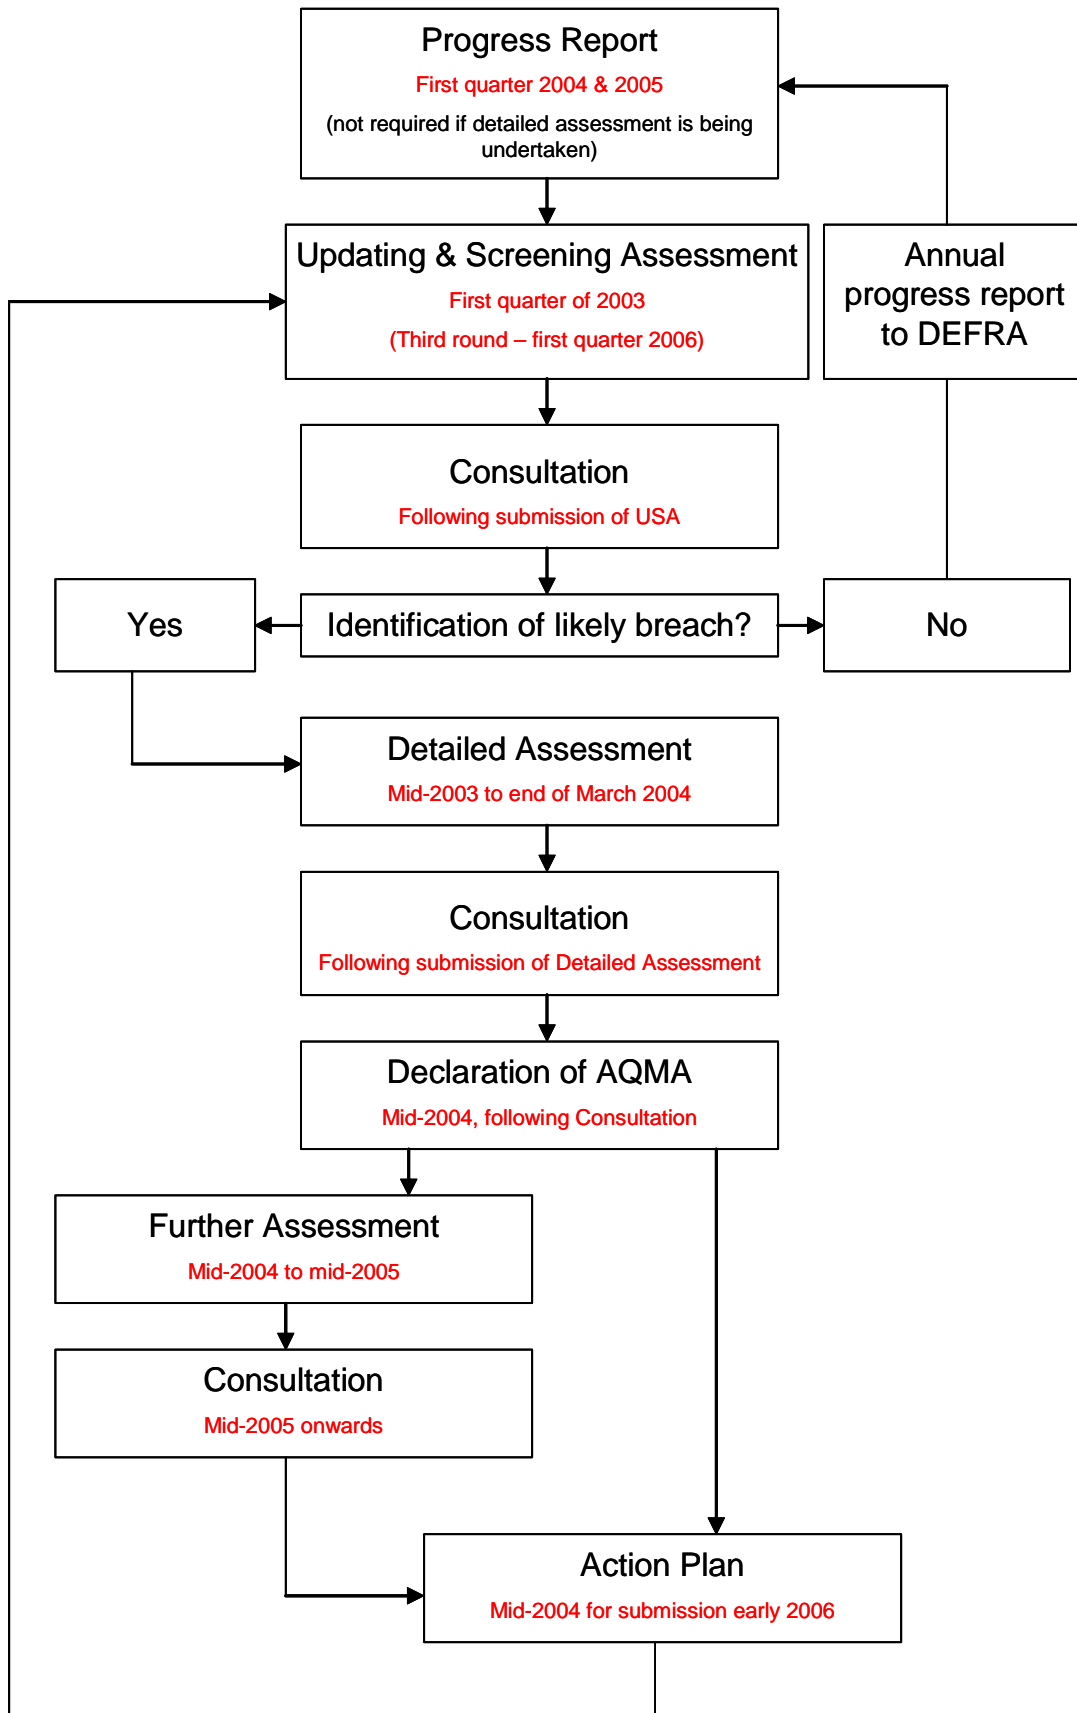 Progress Report
First quarter 2004 & 2005
(not required if detailed assessment is being
undertaken)
Updating & Screening Assessment
First quarter of 2003
(Third round – first quarter 2006)
Annual
progress report
to DEFRA
Consultation
Following submission of USA
Yes
Identification of likely breach?
No
Detailed Assessment
Mid-2003 to end of March 2004
Consultation
Following submission of Detailed Assessment
Declaration of AQMA
Mid-2004, following Consultation
Further Assessment
Mid-2004 to mid-2005
Consultation
Mid-2005 onwards
Action Plan
Mid-2004 for submission early 2006